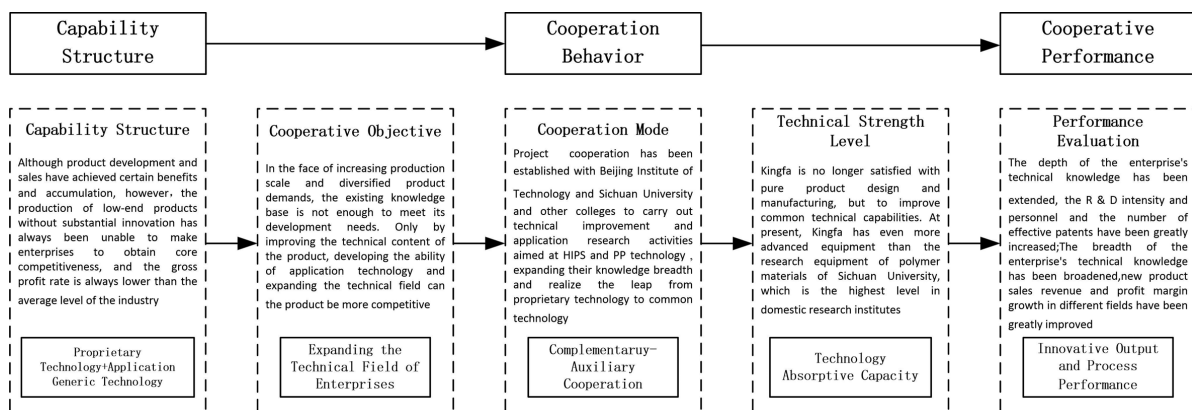 Capability
Structure
Cooperation
Behavior
Cooperative
Performance
Capability Structure
Although product development and
sales have achieved certain benefits
and accumulation, however, the
production of low-end products
without substantial innovation has
always been unable to make
enterprises to obtain core
competitiveness, and the gross
profit rate is always lower than the
average level of the industry
Proprietary
Technology+Application
Generic Technology
Cooperative Objective
In the face of increasing production
scale and diversified product
demands, the existing knowledge
base is not enough to meet its
development needs. Only by
improving the technical content of
the product, developing the ability
of application technology and
expanding the technical field can
the product be more competitive
Expanding the
Technical Field of
Enterprises
Cooperation Mode
Project cooperation has been
established with Beijing Institute of
Technology and Sichuan University
and other colleges to carry out
technical improvement and
application research activities
aimed at HIPS and PP technology ,
expanding their knowledge breadth
and realize the leap from
proprietary technology to common
technology
Complementaruy-
Auxiliary
Cooperation
Technical Strength
Level
Kingfa is no longer satisfied with
pure product design and
manufacturing, but to improve
common technical capabilities. At
present, Kingfa has even more
advanced equipment than the
research equipment of polymer
materials of Sichuan University,
which is the highest level in
domestic research institutes
Technology
Absorptive Capacity
Performance
Evaluation
The depth of the enterprise's
technical knowledge has been
extended, the R & D intensity and
personnel and the number of
effective patents have been greatly
increased;The breadth of the
enterprise's technical knowledge
has been broadened,new product
sales revenue and profit margin
growth in different fields have been
greatly improved
Innovative Output
and Process
Performance